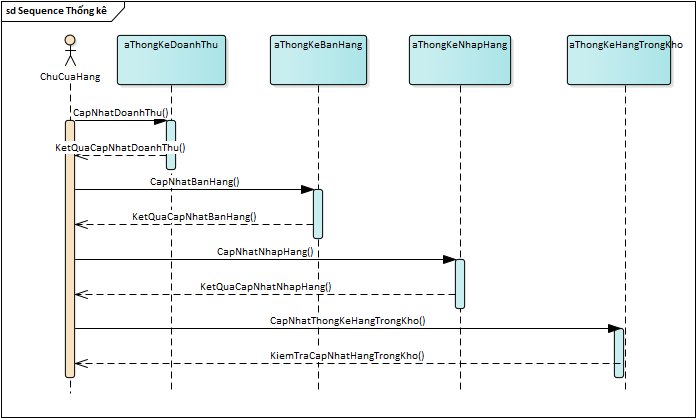 sd Sequence Thống kê
aThongKeDoanhThu
aThongKeBanHang
aThongKeNhapHang
aThongKeHangTrongKho
ChuCuaHang
CapNhatDoanhThu()
KetQuaCapNhatDoanhThu()
CapNhatBanHang()
KetQuaCapNhatBanHang()
CapNhatNhapHang()
KetQuaCapNhatNhapHang()
CapNhatThongKeHangTrongKho()
KiemTraCapNhatHangTrongKho()